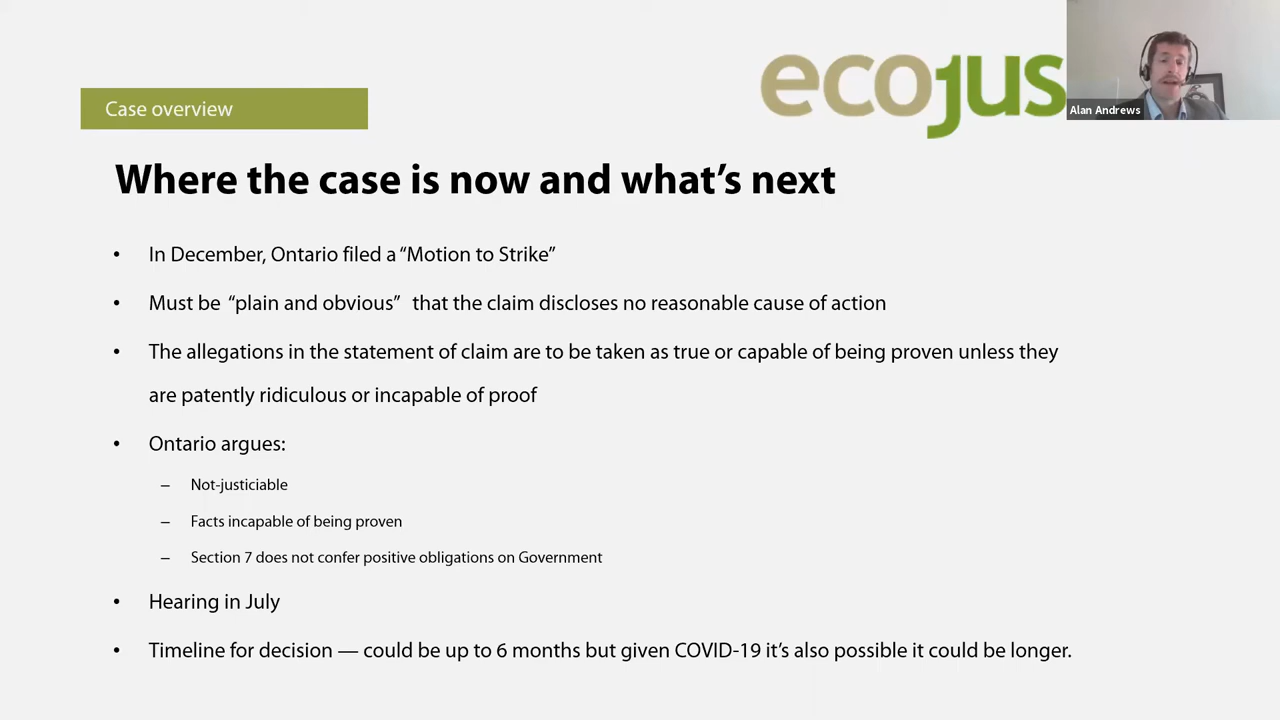 ecojus
Alan Andrews
Case overview
Where the case is now and what’s next
• In December, Ontario filed a “Motion to Strike”
• Must be “plain and obvious” that the claim discloses no reasonable cause of action
• The allegations in the statement of claim are to be taken as true or capable of being proven unless they
are patently ridiculous or incapable of proof
• Ontario argues:
– Not-justiciable
– Facts incapable of being proven
– Section 7 does not confer positive obligations on Government
• Hearing in July
• Timeline for decision — could be up to 6 months but given COVID-19 it’s also possible it could be longer.